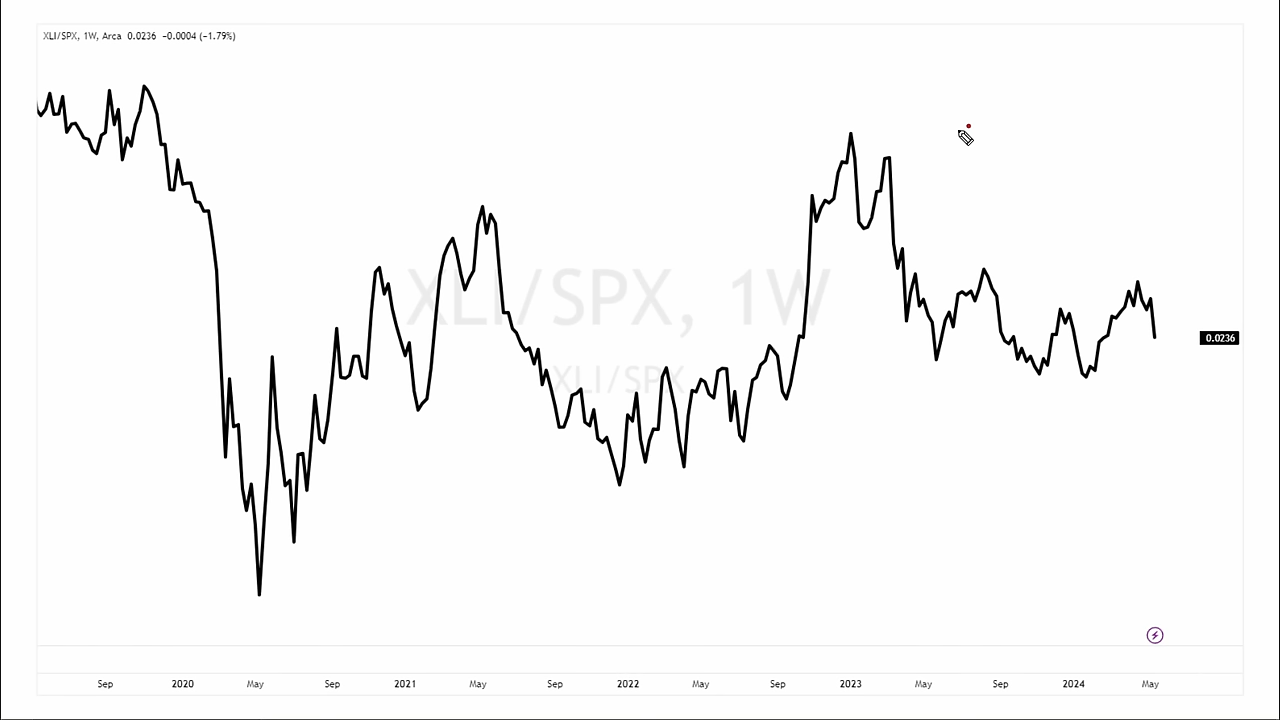 XLI/SPX, 1W, Arca 0.0236 −0.0004 (−1.79%)
XLI/SPX, 1W
XLI/SPX
0.0236
Sep 2020 May Sep 2021 May Sep 2022 May Sep 2023 May Sep 2024 May